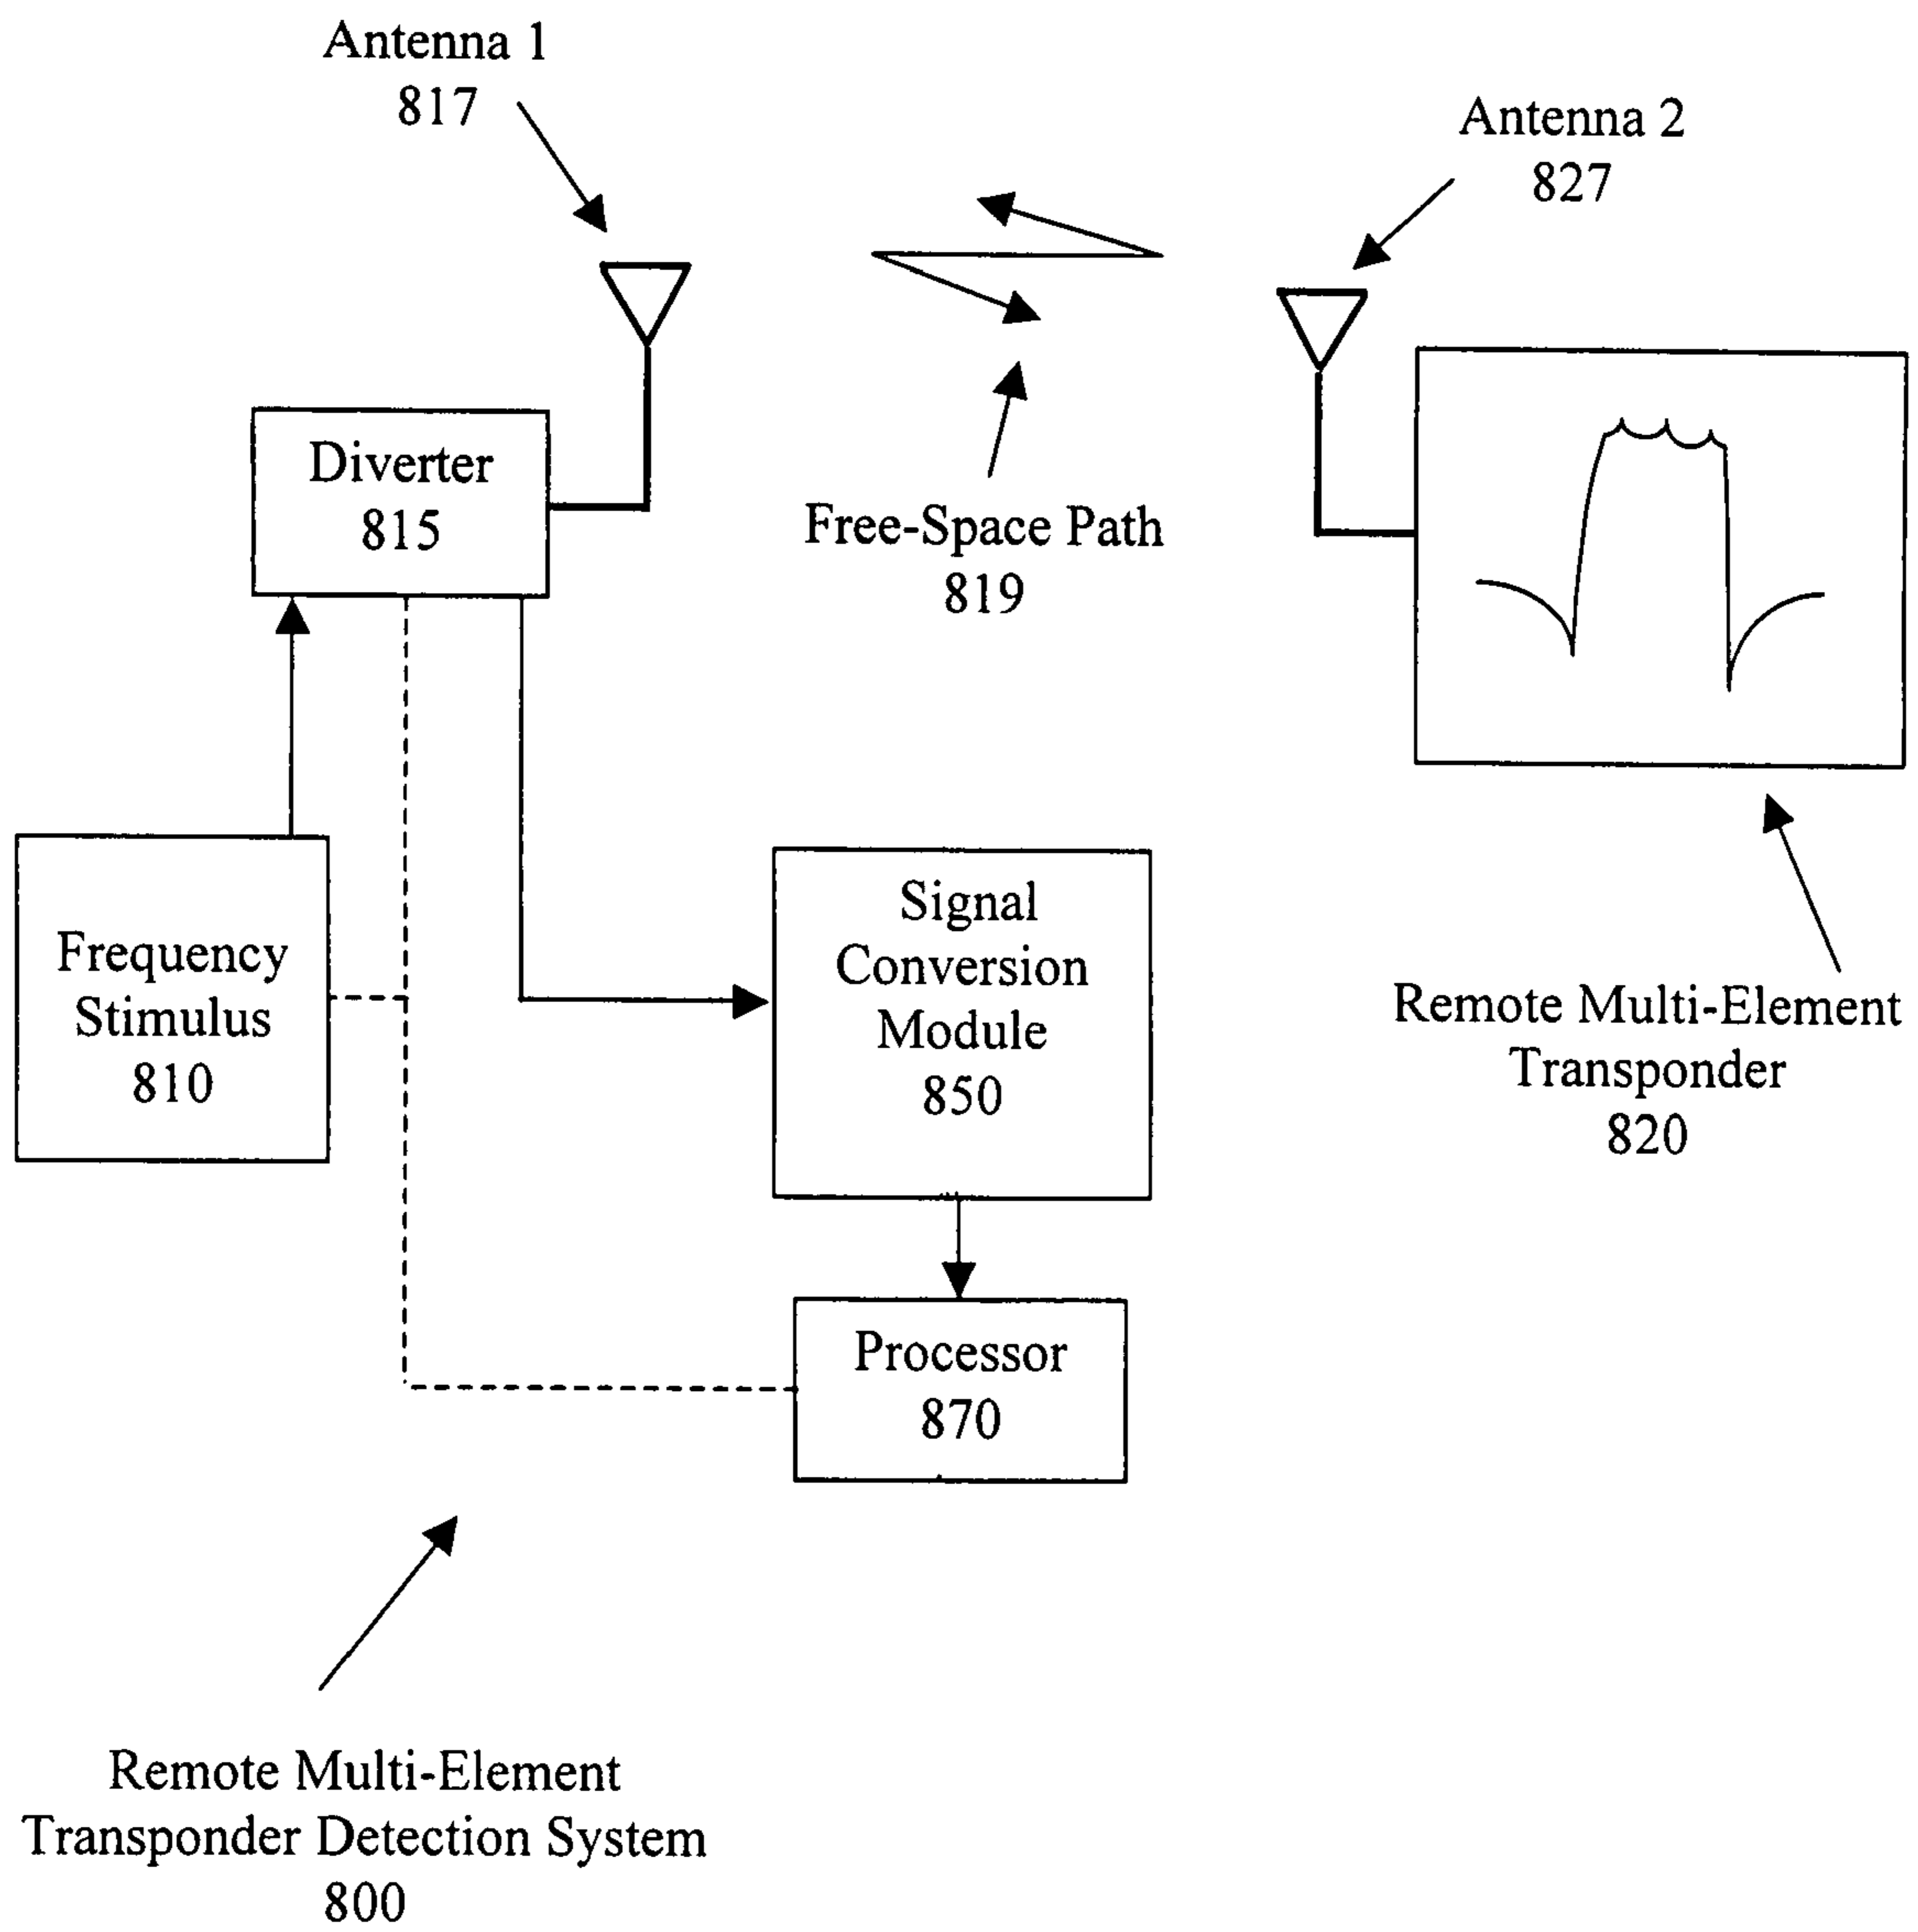 Antenna 1
817
Antenna 2
827
Diverter
815
Free-Space Path
819
Frequency
Stimulus
810
Signal
Conversion
Module
850
Remote Multi-Element
Transponder
820
Processor
870
Remote Multi-Element
Transponder Detection System
800